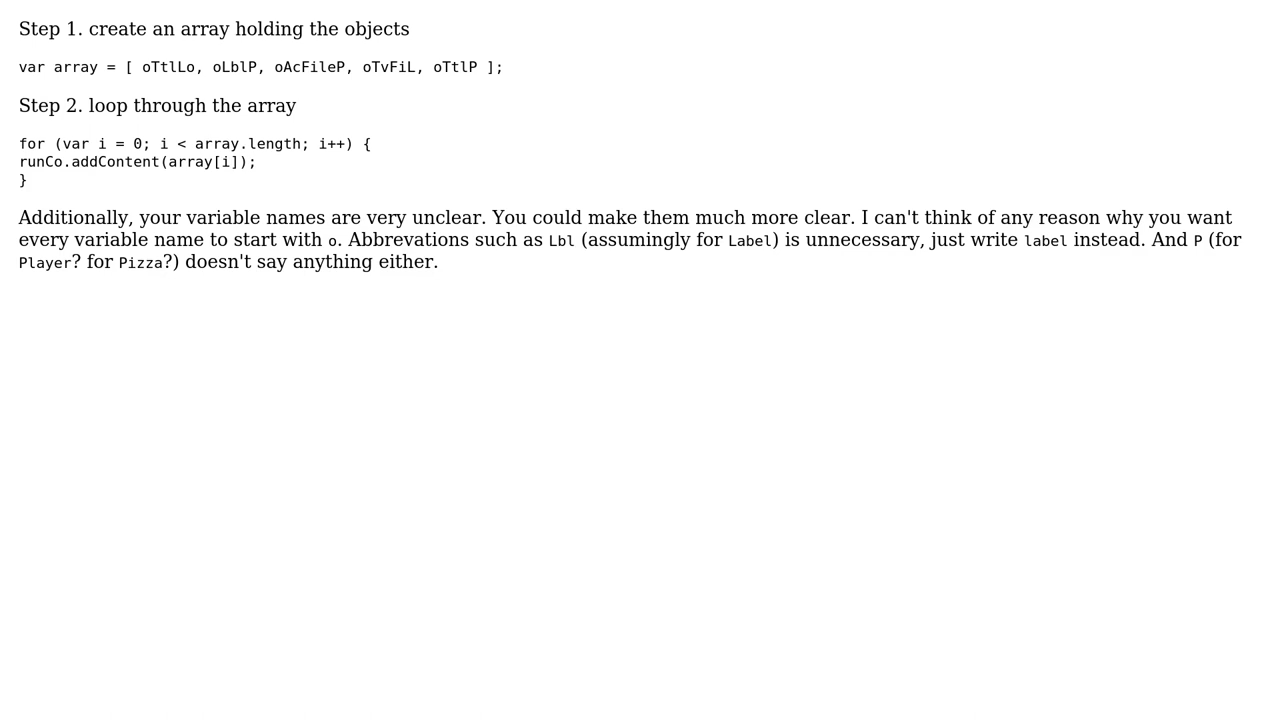 Step 1. create an array holding the objects
var array = [ oTtlLo, oLblP, oAcFileP, oTvFiL, oTtlP ];
Step 2. loop through the array
for (var i = 0; i < array.length; i++) {
runCo.addContent(array[i]);
}
Additionally, your variable names are very unclear. You could make them much more clear. I can't think of any reason why you want
every variable name to start with o. Abbrevations such as Lbl (assumingly for Label) is unnecessary, just write label instead. And P (for
Player? for Pizza?) doesn't say anything either.